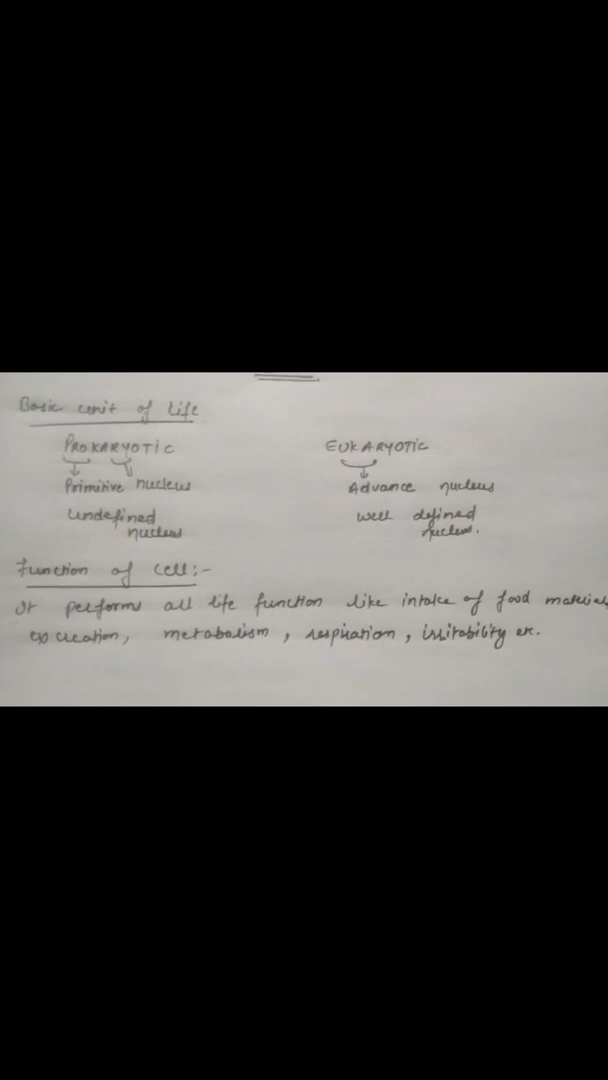 Basic unit of life
PROKARYOTIC EUKARYOTIC
Primitive nucleus Advance nucleus
undefined well defined
nucleus nucleus.
Function of cell:-
It performs all life function like intake of food material,
excreation, metabolism, respiration, irritability etc.